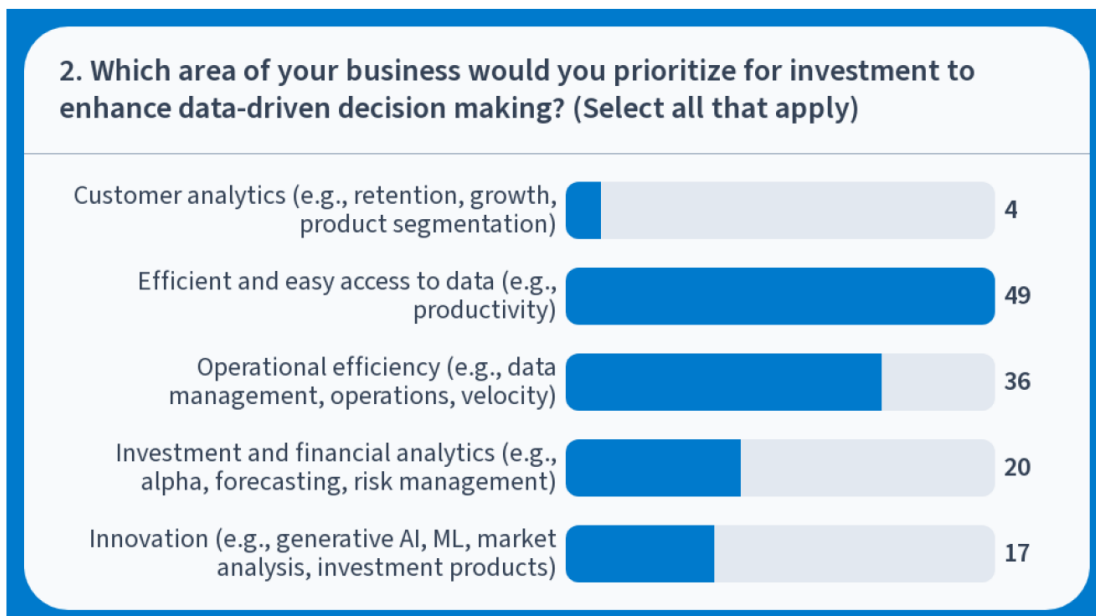 2. Which area of your business would you prioritize for investment to
enhance data-driven decision making? (Select all that apply)
Customer analytics (e.g., retention, growth,
product segmentation)
4
Efficient and easy access to data (e.g.,
productivity)
49
Operational efficiency (e.g., data
management, operations, velocity)
36
Investment and financial analytics (e.g.,
alpha, forecasting, risk management)
20
Innovation (e.g., generative AI, ML, market
analysis, investment products)
17